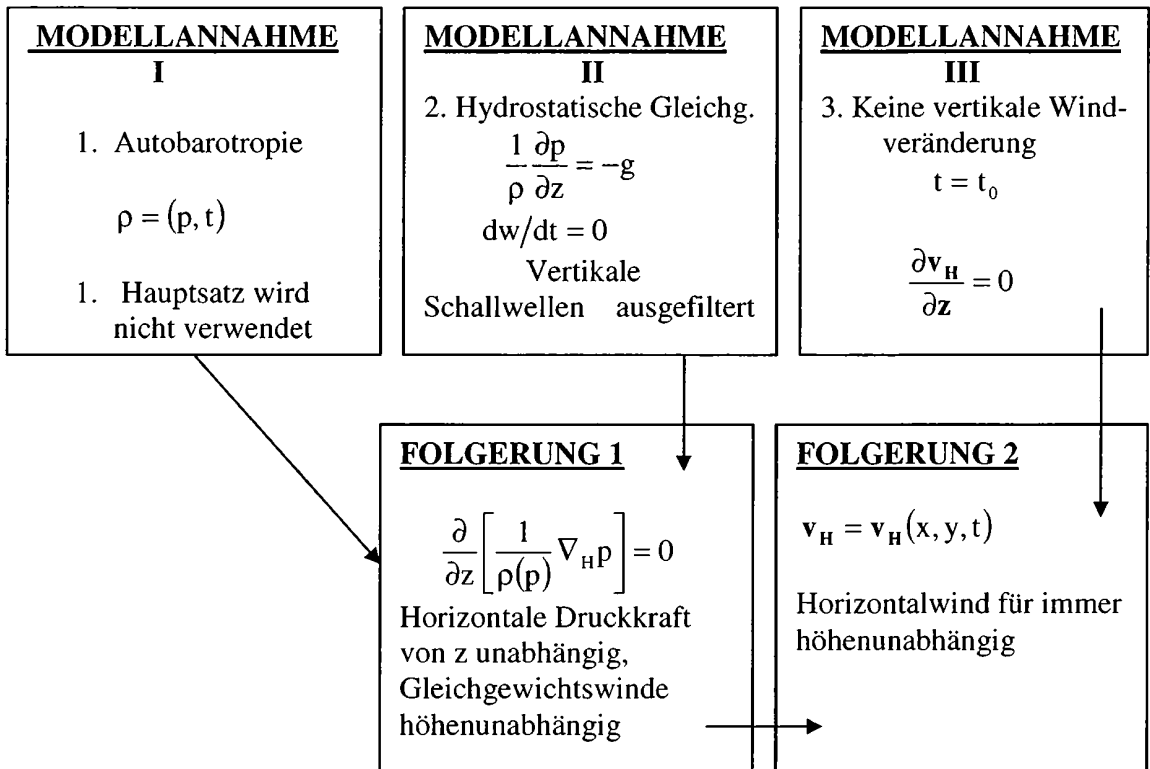 MODELLANNAHME
I
1. Autobarotropie
ρ = (p, t)
1. Hauptsatz wird
nicht verwendet
MODELLANNAHME
II
2. Hydrostatische Gleichg.
1/ρ ∂p/∂z = −g
dw/dt = 0
Vertikale
Schallwellen ausgefiltert
MODELLANNAHME
III
3. Keine vertikale Wind-
veränderung
t = t₀
∂v_H/∂z = 0
FOLGERUNG 1
∂/∂z [1/ρ(p) ∇_H p] = 0
Horizontale Druckkraft
von z unabhängig,
Gleichgewichtswinde
höhenunabhängig
FOLGERUNG 2
v_H = v_H(x, y, t)
Horizontalwind für immer
höhenunabhängig